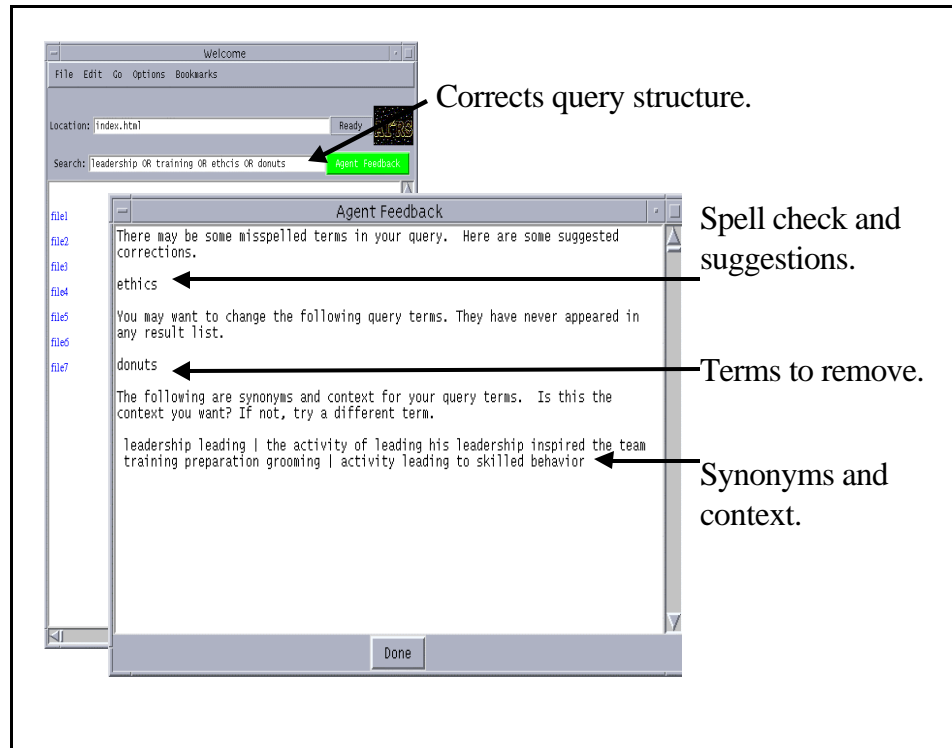 Welcome
File Edit Go Options Bookmarks
Corrects query structure.
Location: index.html
Ready
Search: leadership OR training OR ethcis OR donuts
Agent Feedback
file1
file2
file3
file4
file5
file6
file7
Agent Feedback
There may be some misspelled terms in your query. Here are some suggested
corrections.
ethics
You may want to change the following query terms. They have never appeared in
any result list.
donuts
The following are synonyms and context for your query terms. Is this the
context you want? If not, try a different term.
leadership leading | the activity of leading his leadership inspired the team
training preparation grooming | activity leading to skilled behavior
Done
Spell check and
suggestions.
Terms to remove.
Synonyms and
context.